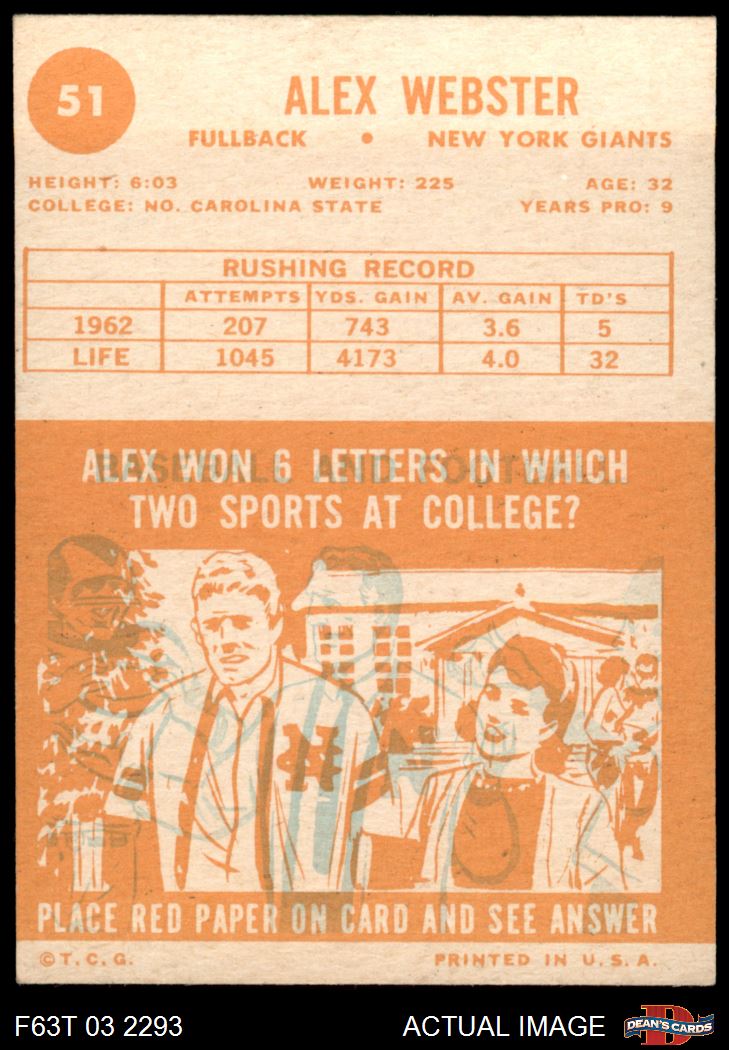 51
ALEX WEBSTER
FULLBACK • NEW YORK GIANTS
HEIGHT: 6:03 WEIGHT: 225 AGE: 32
COLLEGE: NO. CAROLINA STATE YEARS PRO: 9
RUSHING RECORD
ATTEMPTS YDS. GAIN AV. GAIN TD'S
1962 207 743 3.6 5
LIFE 1045 4173 4.0 32
ALEX WON 6 LETTERS IN WHICH
BASEBALL AND FOOTBALL
TWO SPORTS AT COLLEGE?
PLACE RED PAPER ON CARD AND SEE ANSWER
© T. C. G. PRINTED IN U. S. A.
F63T 03 2293 ACTUAL IMAGE DEAN'S CARDS